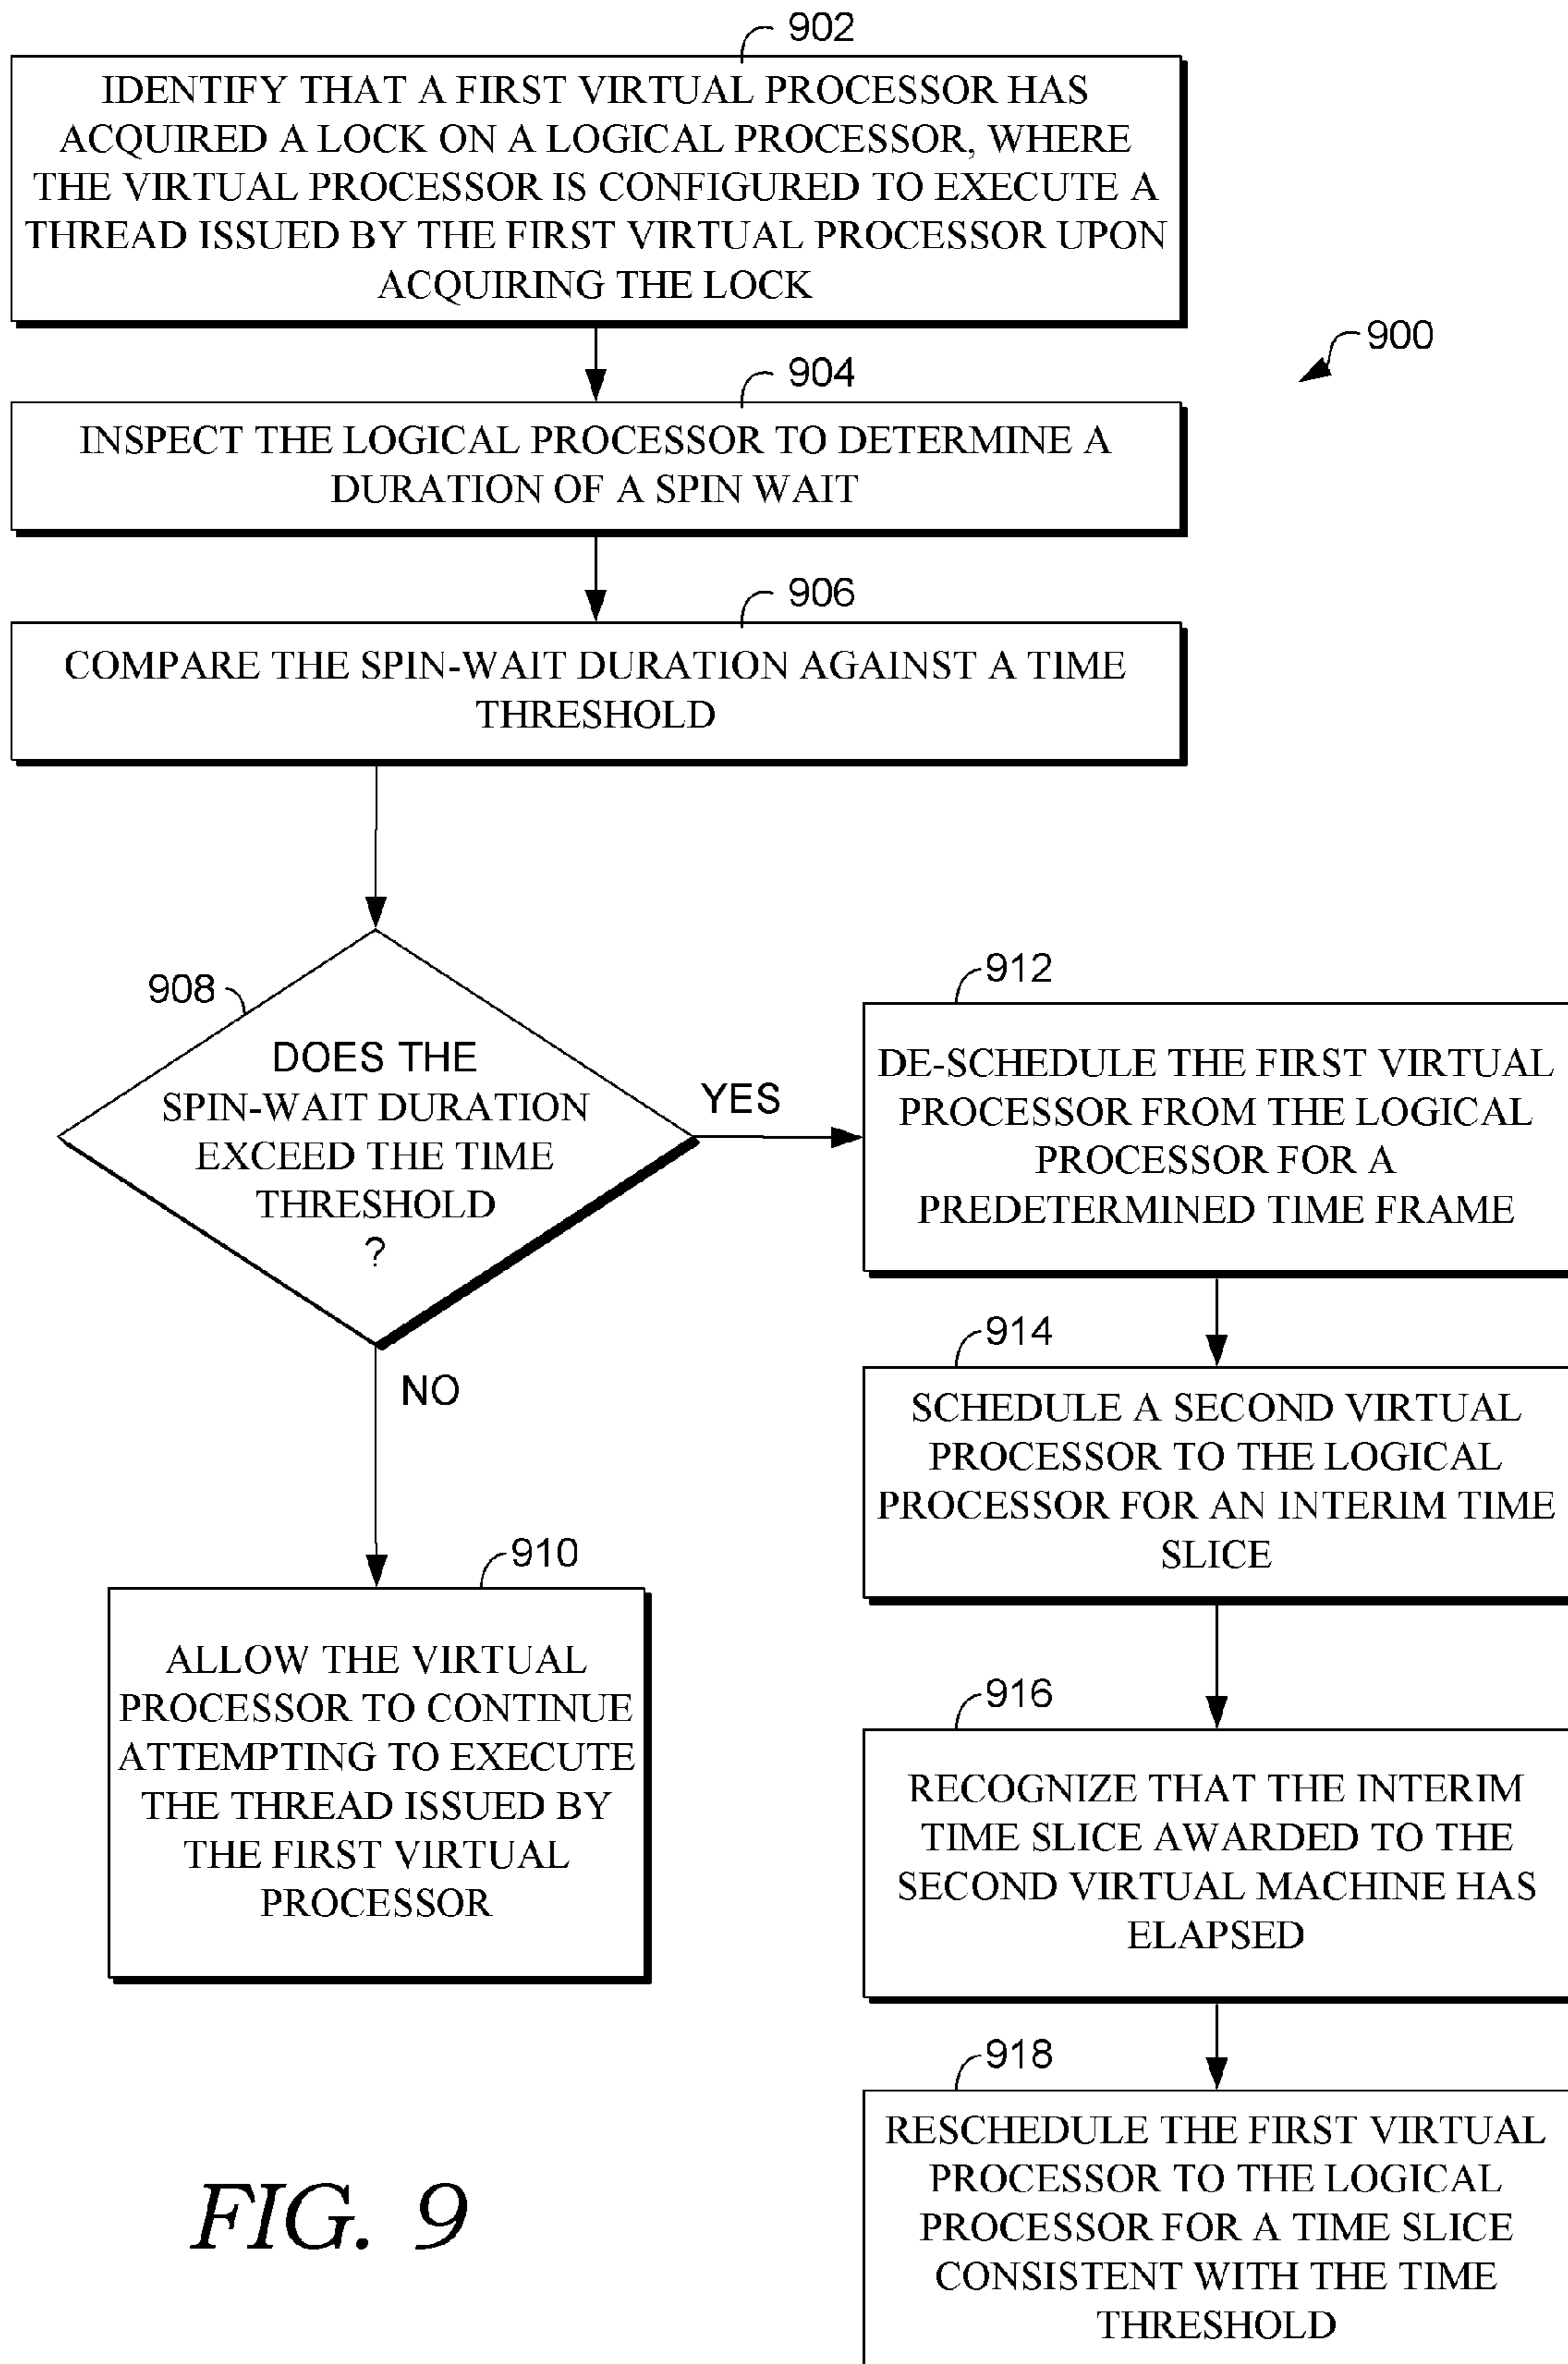 902
IDENTIFY THAT A FIRST VIRTUAL PROCESSOR HAS
ACQUIRED A LOCK ON A LOGICAL PROCESSOR, WHERE
THE VIRTUAL PROCESSOR IS CONFIGURED TO EXECUTE A
THREAD ISSUED BY THE FIRST VIRTUAL PROCESSOR UPON
ACQUIRING THE LOCK
900
904
INSPECT THE LOGICAL PROCESSOR TO DETERMINE A
DURATION OF A SPIN WAIT
906
COMPARE THE SPIN-WAIT DURATION AGAINST A TIME
THRESHOLD
908
DOES THE
SPIN-WAIT DURATION
EXCEED THE TIME
THRESHOLD
?
YES
NO
910
ALLOW THE VIRTUAL
PROCESSOR TO CONTINUE
ATTEMPTING TO EXECUTE
THE THREAD ISSUED BY
THE FIRST VIRTUAL
PROCESSOR
912
DE-SCHEDULE THE FIRST VIRTUAL
PROCESSOR FROM THE LOGICAL
PROCESSOR FOR A
PREDETERMINED TIME FRAME
914
SCHEDULE A SECOND VIRTUAL
PROCESSOR TO THE LOGICAL
PROCESSOR FOR AN INTERIM TIME
SLICE
916
RECOGNIZE THAT THE INTERIM
TIME SLICE AWARDED TO THE
SECOND VIRTUAL MACHINE HAS
ELAPSED
918
RESCHEDULE THE FIRST VIRTUAL
PROCESSOR TO THE LOGICAL
PROCESSOR FOR A TIME SLICE
CONSISTENT WITH THE TIME
THRESHOLD
FIG. 9